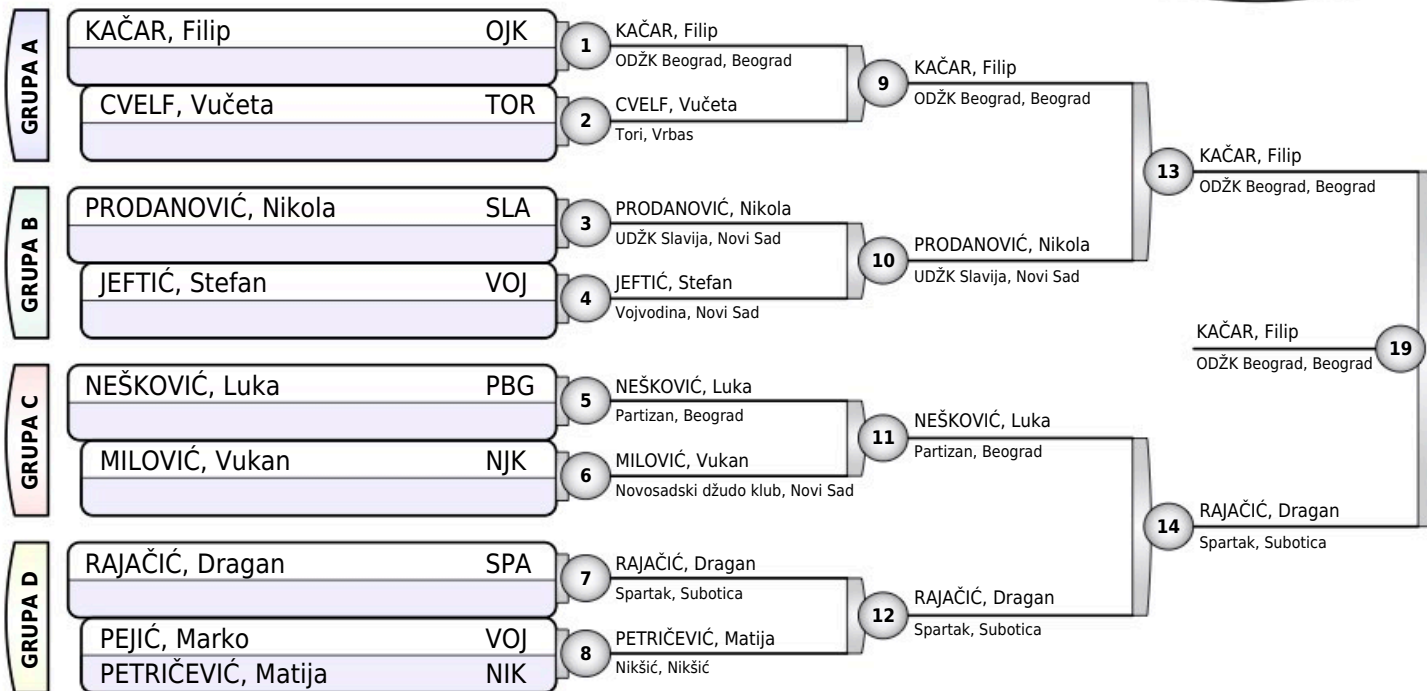 GRUPA A
KAČAR, Filip OJK
CVELF, Vučeta TOR
1
KAČAR, Filip
ODŽK Beograd, Beograd
2
CVELF, Vučeta
Tori, Vrbas
9
KAČAR, Filip
ODŽK Beograd, Beograd
GRUPA B
PRODANOVIĆ, Nikola SLA
JEFTIĆ, Stefan VOJ
3
PRODANOVIĆ, Nikola
UDŽK Slavija, Novi Sad
4
JEFTIĆ, Stefan
Vojvodina, Novi Sad
10
PRODANOVIĆ, Nikola
UDŽK Slavija, Novi Sad
13
KAČAR, Filip
ODŽK Beograd, Beograd
GRUPA C
NEŠKOVIĆ, Luka PBG
MILOVIĆ, Vukan NJK
5
NEŠKOVIĆ, Luka
Partizan, Beograd
6
MILOVIĆ, Vukan
Novosadski džudo klub, Novi Sad
11
NEŠKOVIĆ, Luka
Partizan, Beograd
GRUPA D
RAJAČIĆ, Dragan SPA
PEJIĆ, Marko VOJ
PETRIČEVIĆ, Matija NIK
7
RAJAČIĆ, Dragan
Spartak, Subotica
8
PETRIČEVIĆ, Matija
Nikšić, Nikšić
12
RAJAČIĆ, Dragan
Spartak, Subotica
14
RAJAČIĆ, Dragan
Spartak, Subotica
KAČAR, Filip
ODŽK Beograd, Beograd
19